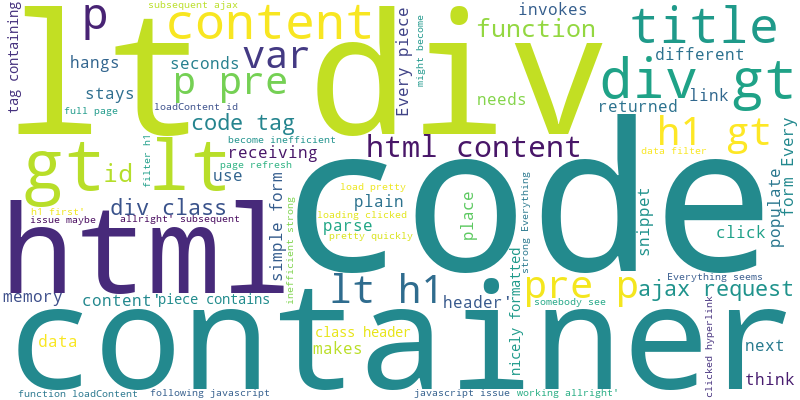 subsequent ajax
tag containing
p
content
lt div
Every piece
might become
invokes
function
title
var
different
hangs
seconds
p pre
div gt
link
stays
loadContent id
needs
returned
full page
code tag
become inefficient
html content
h1 gt
gt lt
id
filter h1
receiving
page refresh
use
data filter
form Every
code
load pretty
plain
div class
simple form
inefficient strong
loading clicked
parse
pretty quickly
place
strong Everything
snippet
click
populate
h1 first'
issue maybe
allright' subsequent
html
nicely formatted
Everything seems
lt h1
pre p
ajax request
memory
content'
piece contains
header'
somebody see
container
clicked hyperlink
data
class header
makes
next
think
function loadContent
following javascript
javascript issue
working allright'